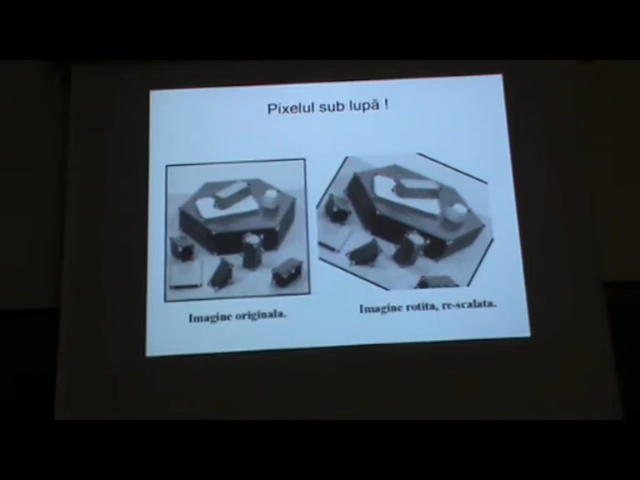 Pixelul sub lupă !
Imagine originala.
Imagine rotita, re-scalata.